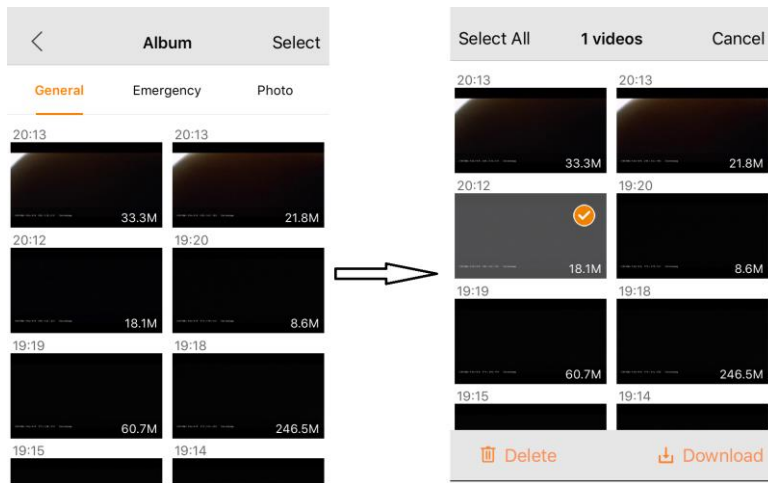 Album Select
General Emergency Photo
20:13 20:13
33.3M 21.8M
20:12 19:20
18.1M 8.6M
19:19 19:18
60.7M 246.5M
19:15 19:14
Select All 1 videos Cancel
20:13 20:13
33.3M 21.8M
20:12 19:20
18.1M 8.6M
19:19 19:18
60.7M 246.5M
19:15 19:14
Delete Download